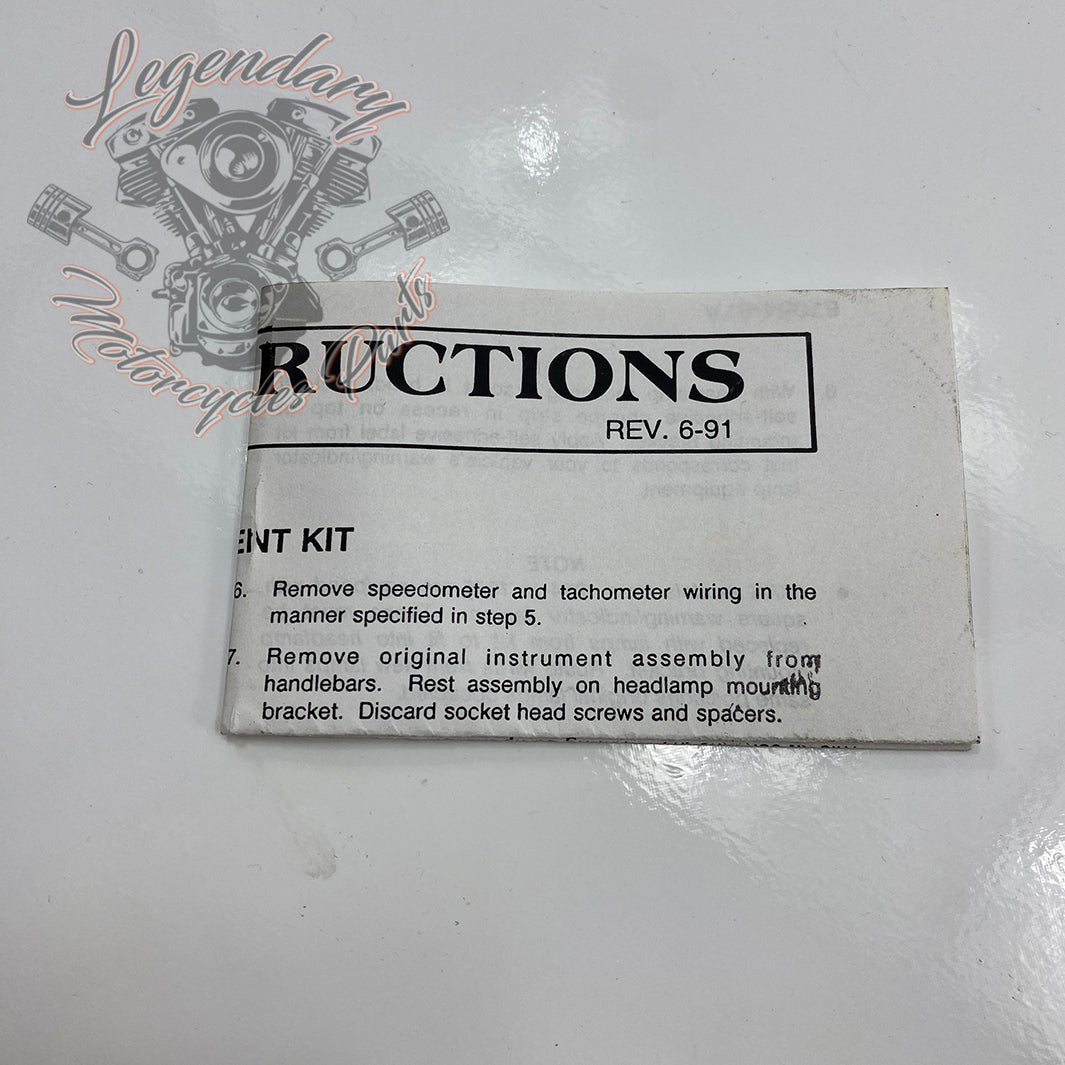 Legendary
Motorcycles Parts
RUCTIONS
REV. 6-91
ENT KIT
6. Remove speedometer and tachometer wiring in the
manner specified in step 5.
7. Remove original instrument assembly from
handlebars. Rest assembly on headlamp mounting
bracket. Discard socket head screws and spacers.